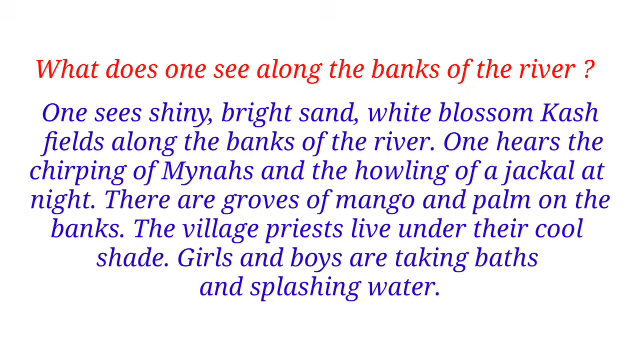 What does one see along the banks of the river ?
One sees shiny, bright sand, white blossom Kash
fields along the banks of the river. One hears the
chirping of Mynahs and the howling of a jackal at
night. There are groves of mango and palm on the
banks. The village priests live under their cool
shade. Girls and boys are taking baths
and splashing water.